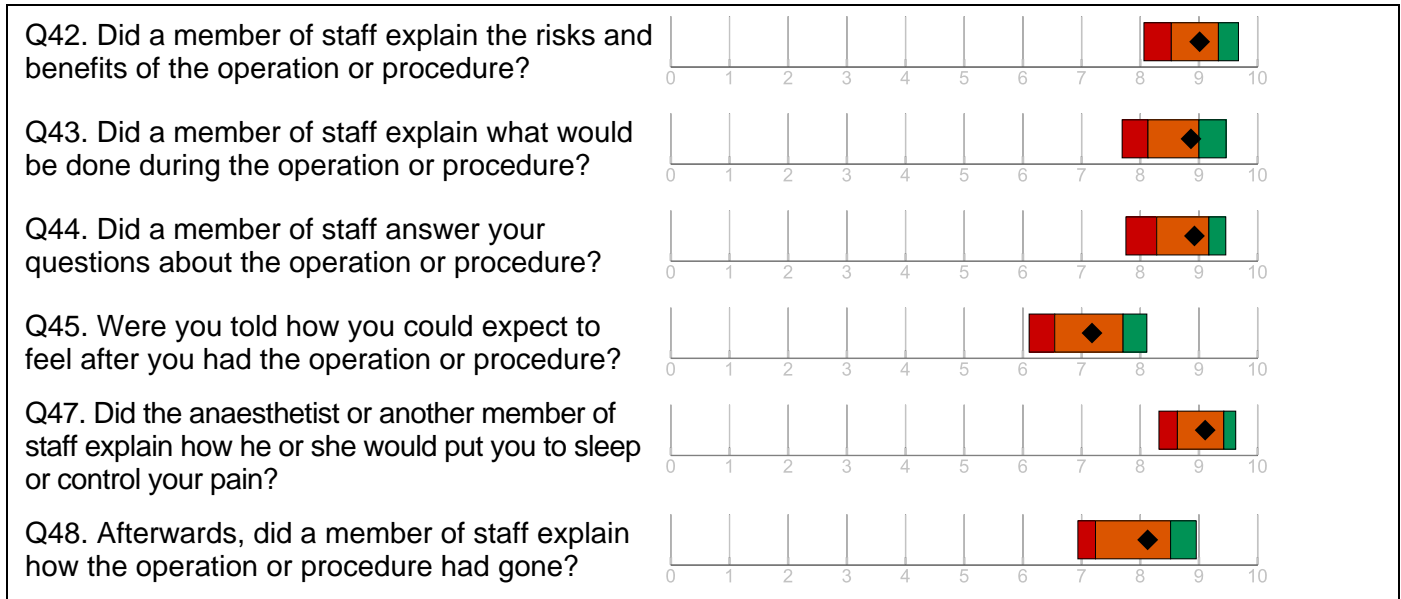 Q42. Did a member of staff explain the risks and
benefits of the operation or procedure?
0 1 2 3 4 5 6 7 8 9 10
Q43. Did a member of staff explain what would
be done during the operation or procedure?
0 1 2 3 4 5 6 7 8 9 10
Q44. Did a member of staff answer your
questions about the operation or procedure?
0 1 2 3 4 5 6 7 8 9 10
Q45. Were you told how you could expect to
feel after you had the operation or procedure?
0 1 2 3 4 5 6 7 8 9 10
Q47. Did the anaesthetist or another member of
staff explain how he or she would put you to sleep
or control your pain?
0 1 2 3 4 5 6 7 8 9 10
Q48. Afterwards, did a member of staff explain
how the operation or procedure had gone?
0 1 2 3 4 5 6 7 8 9 10